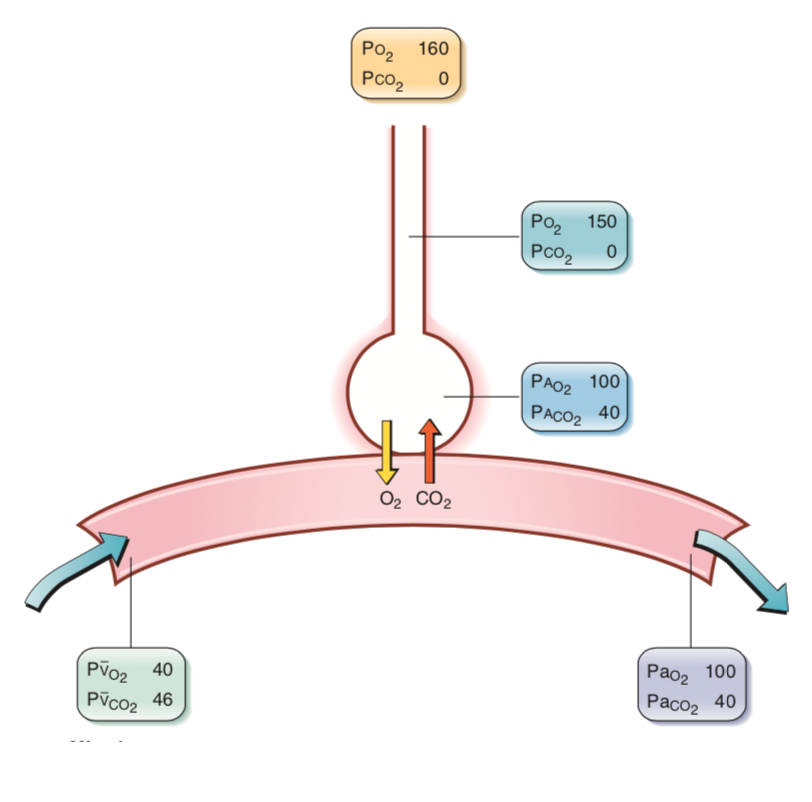 Po₂ 160
Pco₂ 0
Po₂ 150
Pco₂ 0
PAo₂ 100
PAco₂ 40
O₂ CO₂
Pv̄o₂ 40
Pv̄co₂ 46
Pao₂ 100
Paco₂ 40